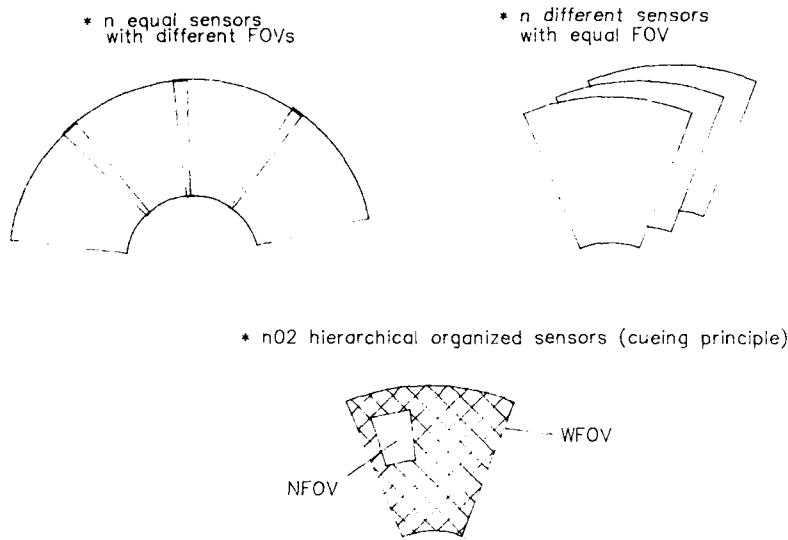 * n equal sensors
with different FOVs
* n different sensors
with equal FOV
* n02 hierarchical organized sensors (cueing principle)
WFOV
NFOV